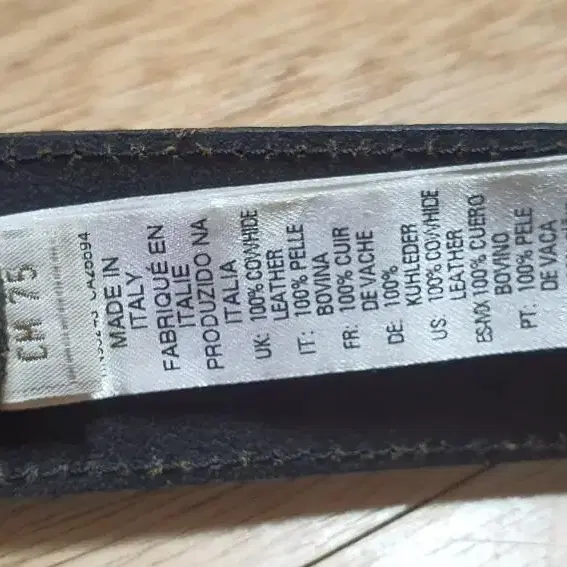 CM 75
MADE IN
ITALY
FABRIQUÉ EN
ITALIE
PRODUZIDO NA
ITALIA
UK: 100% COWHIDE
LEATHER
IT: 100% PELLE
BOVINA
FR: 100% CUIR
DE VACHE
DE: 100%
KUHLEDER
US 100% COWHIDE
LEATHER
ES-MX 100% CUERO
BOVINO
PT: 100% PELE
DE VACA